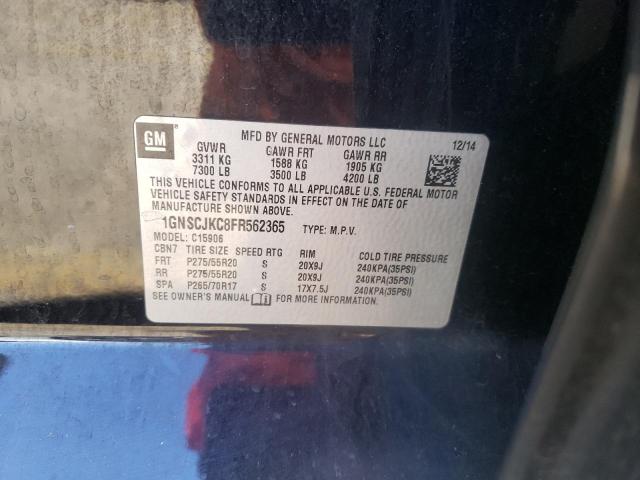 GM ® MFD BY GENERAL MOTORS LLC 12/14
GVWR GAWR FRT GAWR RR
3311 KG 1588 KG 1905 KG
7300 LB 3500 LB 4200 LB
THIS VEHICLE CONFORMS TO ALL APPLICABLE U.S. FEDERAL MOTOR
VEHICLE SAFETY STANDARDS IN EFFECT ON THE DATE OF
MANUFACTURE SHOWN ABOVE.
1GNSCJKC8FR562365 TYPE: M.P.V.
MODEL: C15906
CBN7 TIRE SIZE SPEED RTG RIM COLD TIRE PRESSURE
FRT P275/55R20 S 20X9J 240KPA(35PSI)
RR P275/55R20 S 20X9J 240KPA(35PSI)
SPA P265/70R17 S 17X7.5J 240KPA(35PSI)
SEE OWNER'S MANUAL FOR MORE INFORMATION.